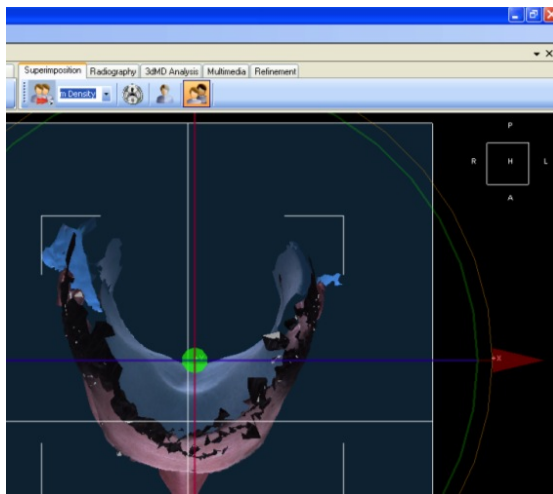 Superimposition Radiography 3dMD Analysis Multimedia Refinement
m Density
P
R H L
A
X